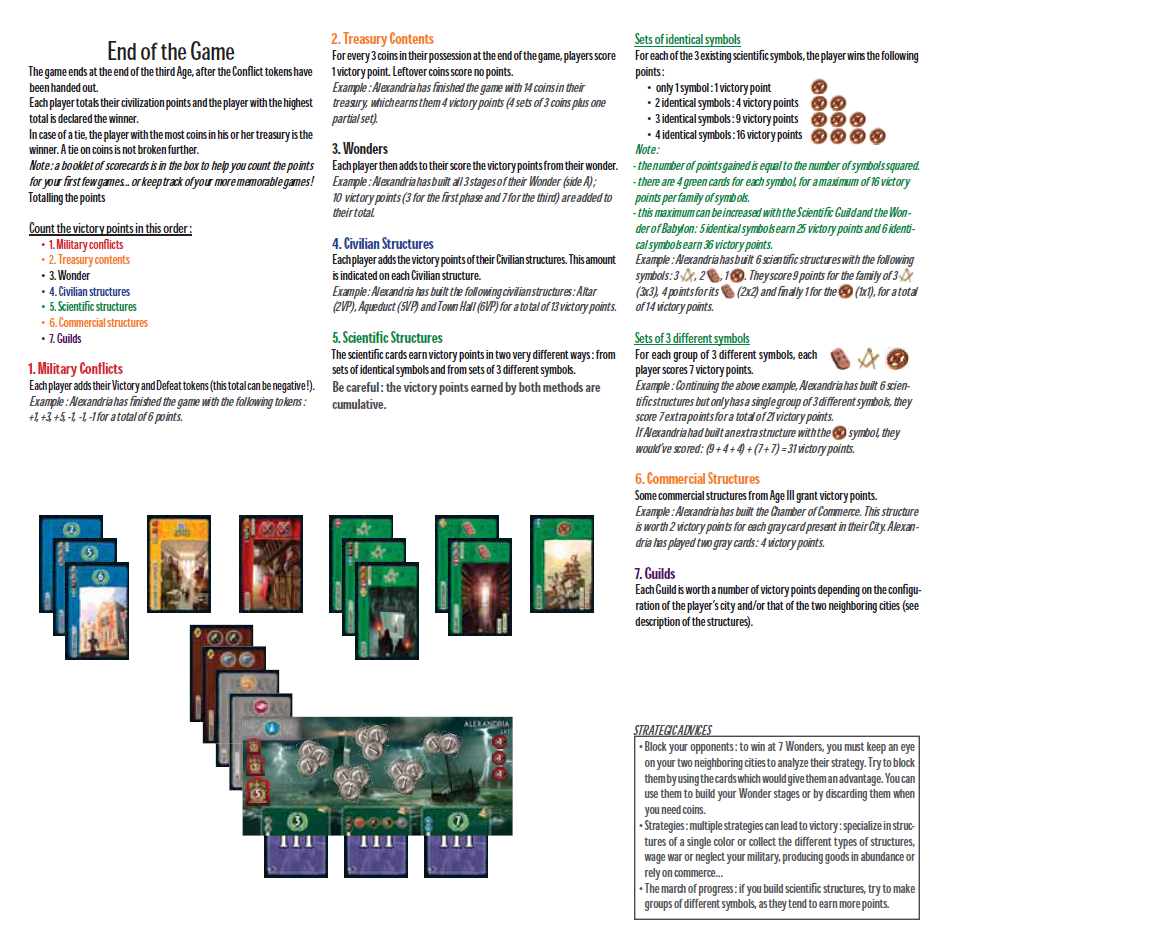 End of the Game
The game ends at the end of the third Age, after the Conflict tokens have
been handed out.
Each player totals their civilization points and the player with the highest
total is declared the winner.
In case of a tie, the player with the most coins in his or her treasury is the
winner. A tie on coins is not broken further.
Note : a booklet of scorecards is in the box to help you count the points
for your first few games... or keep track of your more memorable games !
Totalling the points
Count the victory points in this order :
• 1. Military conflicts
• 2. Treasury contents
• 3. Wonder
• 4. Civilian structures
• 5. Scientific structures
• 6. Commercial structures
• 7. Guilds
1. Military Conflicts
Each player adds their Victory and Defeat tokens (this total can be negative !).
Example : Alexandria has finished the game with the following tokens :
+1, +3, +5, -1, -1, -1 for a total of 6 points.
2. Treasury Contents
For every 3 coins in their possession at the end of the game, players score
1 victory point. Leftover coins score no points.
Example : Alexandria has finished the game with 14 coins in their
treasury, which earns them 4 victory points (4 sets of 3 coins plus one
partial set).
3. Wonders
Each player then adds to their score the victory points from their wonder.
Example : Alexandria has built all 3 stages of their Wonder (side A) ;
10 victory points (3 for the first phase and 7 for the third) are added to
their total.
4. Civilian Structures
Each player adds the victory points of their Civilian structures. This amount
is indicated on each Civilian structure.
Example : Alexandria has built the following civilian structures : Altar
(2VP), Aqueduct (5VP) and Town Hall (6VP) for a total of 13 victory points.
5. Scientific Structures
The scientific cards earn victory points in two very different ways : from
sets of identical symbols and from sets of 3 different symbols.
Be careful : the victory points earned by both methods are
cumulative.
Sets of identical symbols
For each of the 3 existing scientific symbols, the player wins the following
points :
• only 1 symbol : 1 victory point
• 2 identical symbols : 4 victory points
• 3 identical symbols : 9 victory points
• 4 identical symbols : 16 victory points
Note :
- the number of points gained is equal to the number of symbols squared.
- there are 4 green cards for each symbol, for a maximum of 16 victory
points per family of symbols.
- this maximum can be increased with the Scientific Guild and the Won-
der of Babylon : 5 identical symbols earn 25 victory points and 6 identi-
cal symbols earn 36 victory points.
Example : Alexandria has built 6 scientific structures with the following
symbols : 3 , 2 , 1 . They score 9 points for the family of 3
(3x3), 4 points for its (2x2) and finally 1 for the (1x1), for a total
of 14 victory points.
Sets of 3 different symbols
For each group of 3 different symbols, each
player scores 7 victory points.
Example : Continuing the above example, Alexandria has built 6 scien-
tific structures but only has a single group of 3 different symbols, they
score 7 extra points for a total of 21 victory points.
If Alexandria had built an extra structure with the symbol, they
would've scored : (9 + 4 + 4) + (7 + 7) = 31 victory points.
6. Commercial Structures
Some commercial structures from Age III grant victory points.
Example : Alexandria has built the Chamber of Commerce. This structure
is worth 2 victory points for each gray card present in their City. Alexan-
dria has played two gray cards : 4 victory points.
7. Guilds
Each Guild is worth a number of victory points depending on the configu-
ration of the player's city and/or that of the two neighboring cities (see
description of the structures).
2
5
6
ALEXANDRIA
5
3
7
III
III
III
STRATEGIC ADVICES
• Block your opponents : to win at 7 Wonders, you must keep an eye
on your two neighboring cities to analyze their strategy. Try to block
them by using the cards which would give them an advantage. You can
use them to build your Wonder stages or by discarding them when
you need coins.
• Strategies : multiple strategies can lead to victory : specialize in struc-
tures of a single color or collect the different types of structures,
wage war or neglect your military, producing goods in abundance or
rely on commerce...
• The march of progress : if you build scientific structures, try to make
groups of different symbols, as they tend to earn more points.